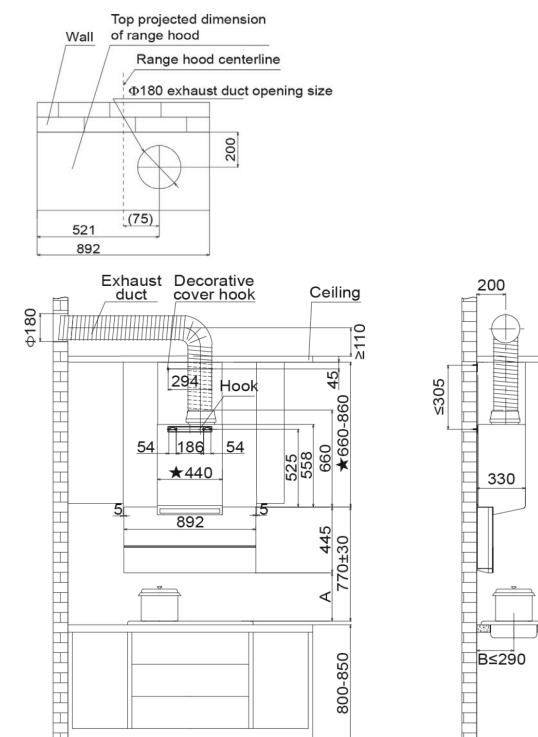 Top projected dimension
of range hood
Wall
Range hood centerline
Φ180 exhaust duct opening size
200
(75)
521
892
Exhaust
duct
Decorative
cover hook
Ceiling
200
Φ180
≥110
294
Hook
45
≤305
54
186
54
★440
525
558
660
★660-860
330
5
892
5
445
770±30
A
B≤290
800-850